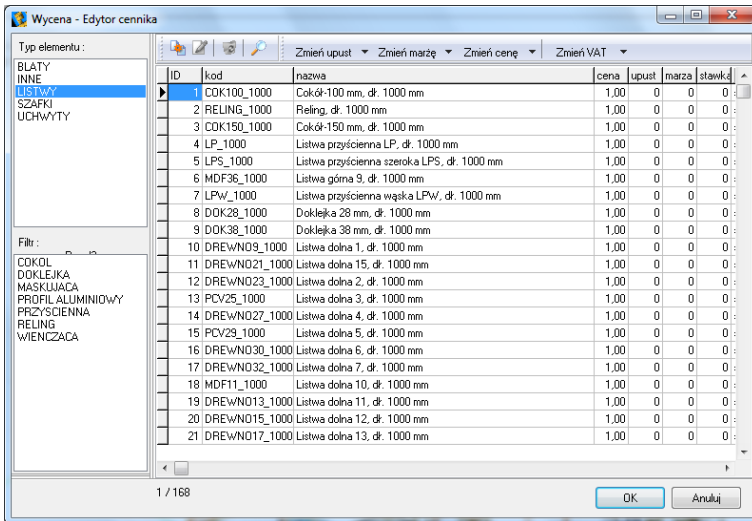 Wycena - Edytor cennika
Typ elementu :
BLATY
INNE
LISTWY
SZAFKI
UCHWYTY
Filtr :
COKOL
DOKLEJKA
MASKUJACA
PROFIL ALUMINIOWY
PRZYSCIENNA
RELING
WIENCZACA
Zmień upust Zmień marżę Zmień cenę Zmień VAT
ID kod nazwa cena upust marza stawka
1 COK100_1000 Cokół-100 mm, dł. 1000 mm 1,00 0 0 0
2 RELING_1000 Reling, dł. 1000 mm 1,00 0 0 0
3 COK150_1000 Cokół-150 mm, dł. 1000 mm 1,00 0 0 0
4 LP_1000 Listwa przyścienna LP, dł. 1000 mm 1,00 0 0 0
5 LPS_1000 Listwa przyścienna szeroka LPS, dł. 1000 mm 1,00 0 0 0
6 MDF36_1000 Listwa górna 9, dł. 1000 mm 1,00 0 0 0
7 LPW_1000 Listwa przyścienna wąska LPW, dł. 1000 mm 1,00 0 0 0
8 DOK28_1000 Doklejka 28 mm, dł. 1000 mm 1,00 0 0 0
9 DOK38_1000 Doklejka 38 mm, dł. 1000 mm 1,00 0 0 0
10 DREWNO9_1000 Listwa dolna 1, dł. 1000 mm 1,00 0 0 0
11 DREWNO21_1000 Listwa dolna 15, dł. 1000 mm 1,00 0 0 0
12 DREWNO23_1000 Listwa dolna 2, dł. 1000 mm 1,00 0 0 0
13 PCV25_1000 Listwa dolna 3, dł. 1000 mm 1,00 0 0 0
14 DREWNO27_1000 Listwa dolna 4, dł. 1000 mm 1,00 0 0 0
15 PCV29_1000 Listwa dolna 5, dł. 1000 mm 1,00 0 0 0
16 DREWNO30_1000 Listwa dolna 6, dł. 1000 mm 1,00 0 0 0
17 DREWNO32_1000 Listwa dolna 7, dł. 1000 mm 1,00 0 0 0
18 MDF11_1000 Listwa dolna 10, dł. 1000 mm 1,00 0 0 0
19 DREWNO13_1000 Listwa dolna 11, dł. 1000 mm 1,00 0 0 0
20 DREWNO15_1000 Listwa dolna 12, dł. 1000 mm 1,00 0 0 0
21 DREWNO17_1000 Listwa dolna 13, dł. 1000 mm 1,00 0 0 0
1 / 168
OK Anuluj